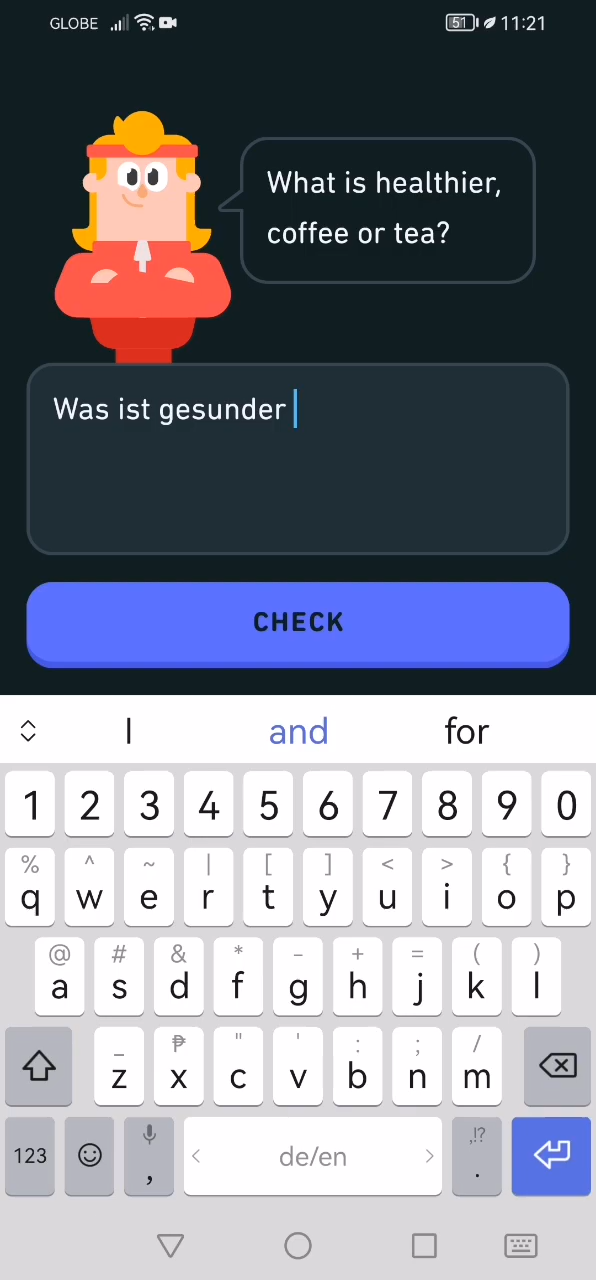 GLOBE 51 11:21
What is healthier,
coffee or tea?
Was ist gesunder
CHECK
I and for
1 2 3 4 5 6 7 8 9 0
% ^ ~ | [ ] < > { }
q w e r t y u i o p
@ # & * - + = ( )
a s d f g h j k l
_ ₱ " ' : ; /
z x c v b n m
123 , < de/en > ,!? .